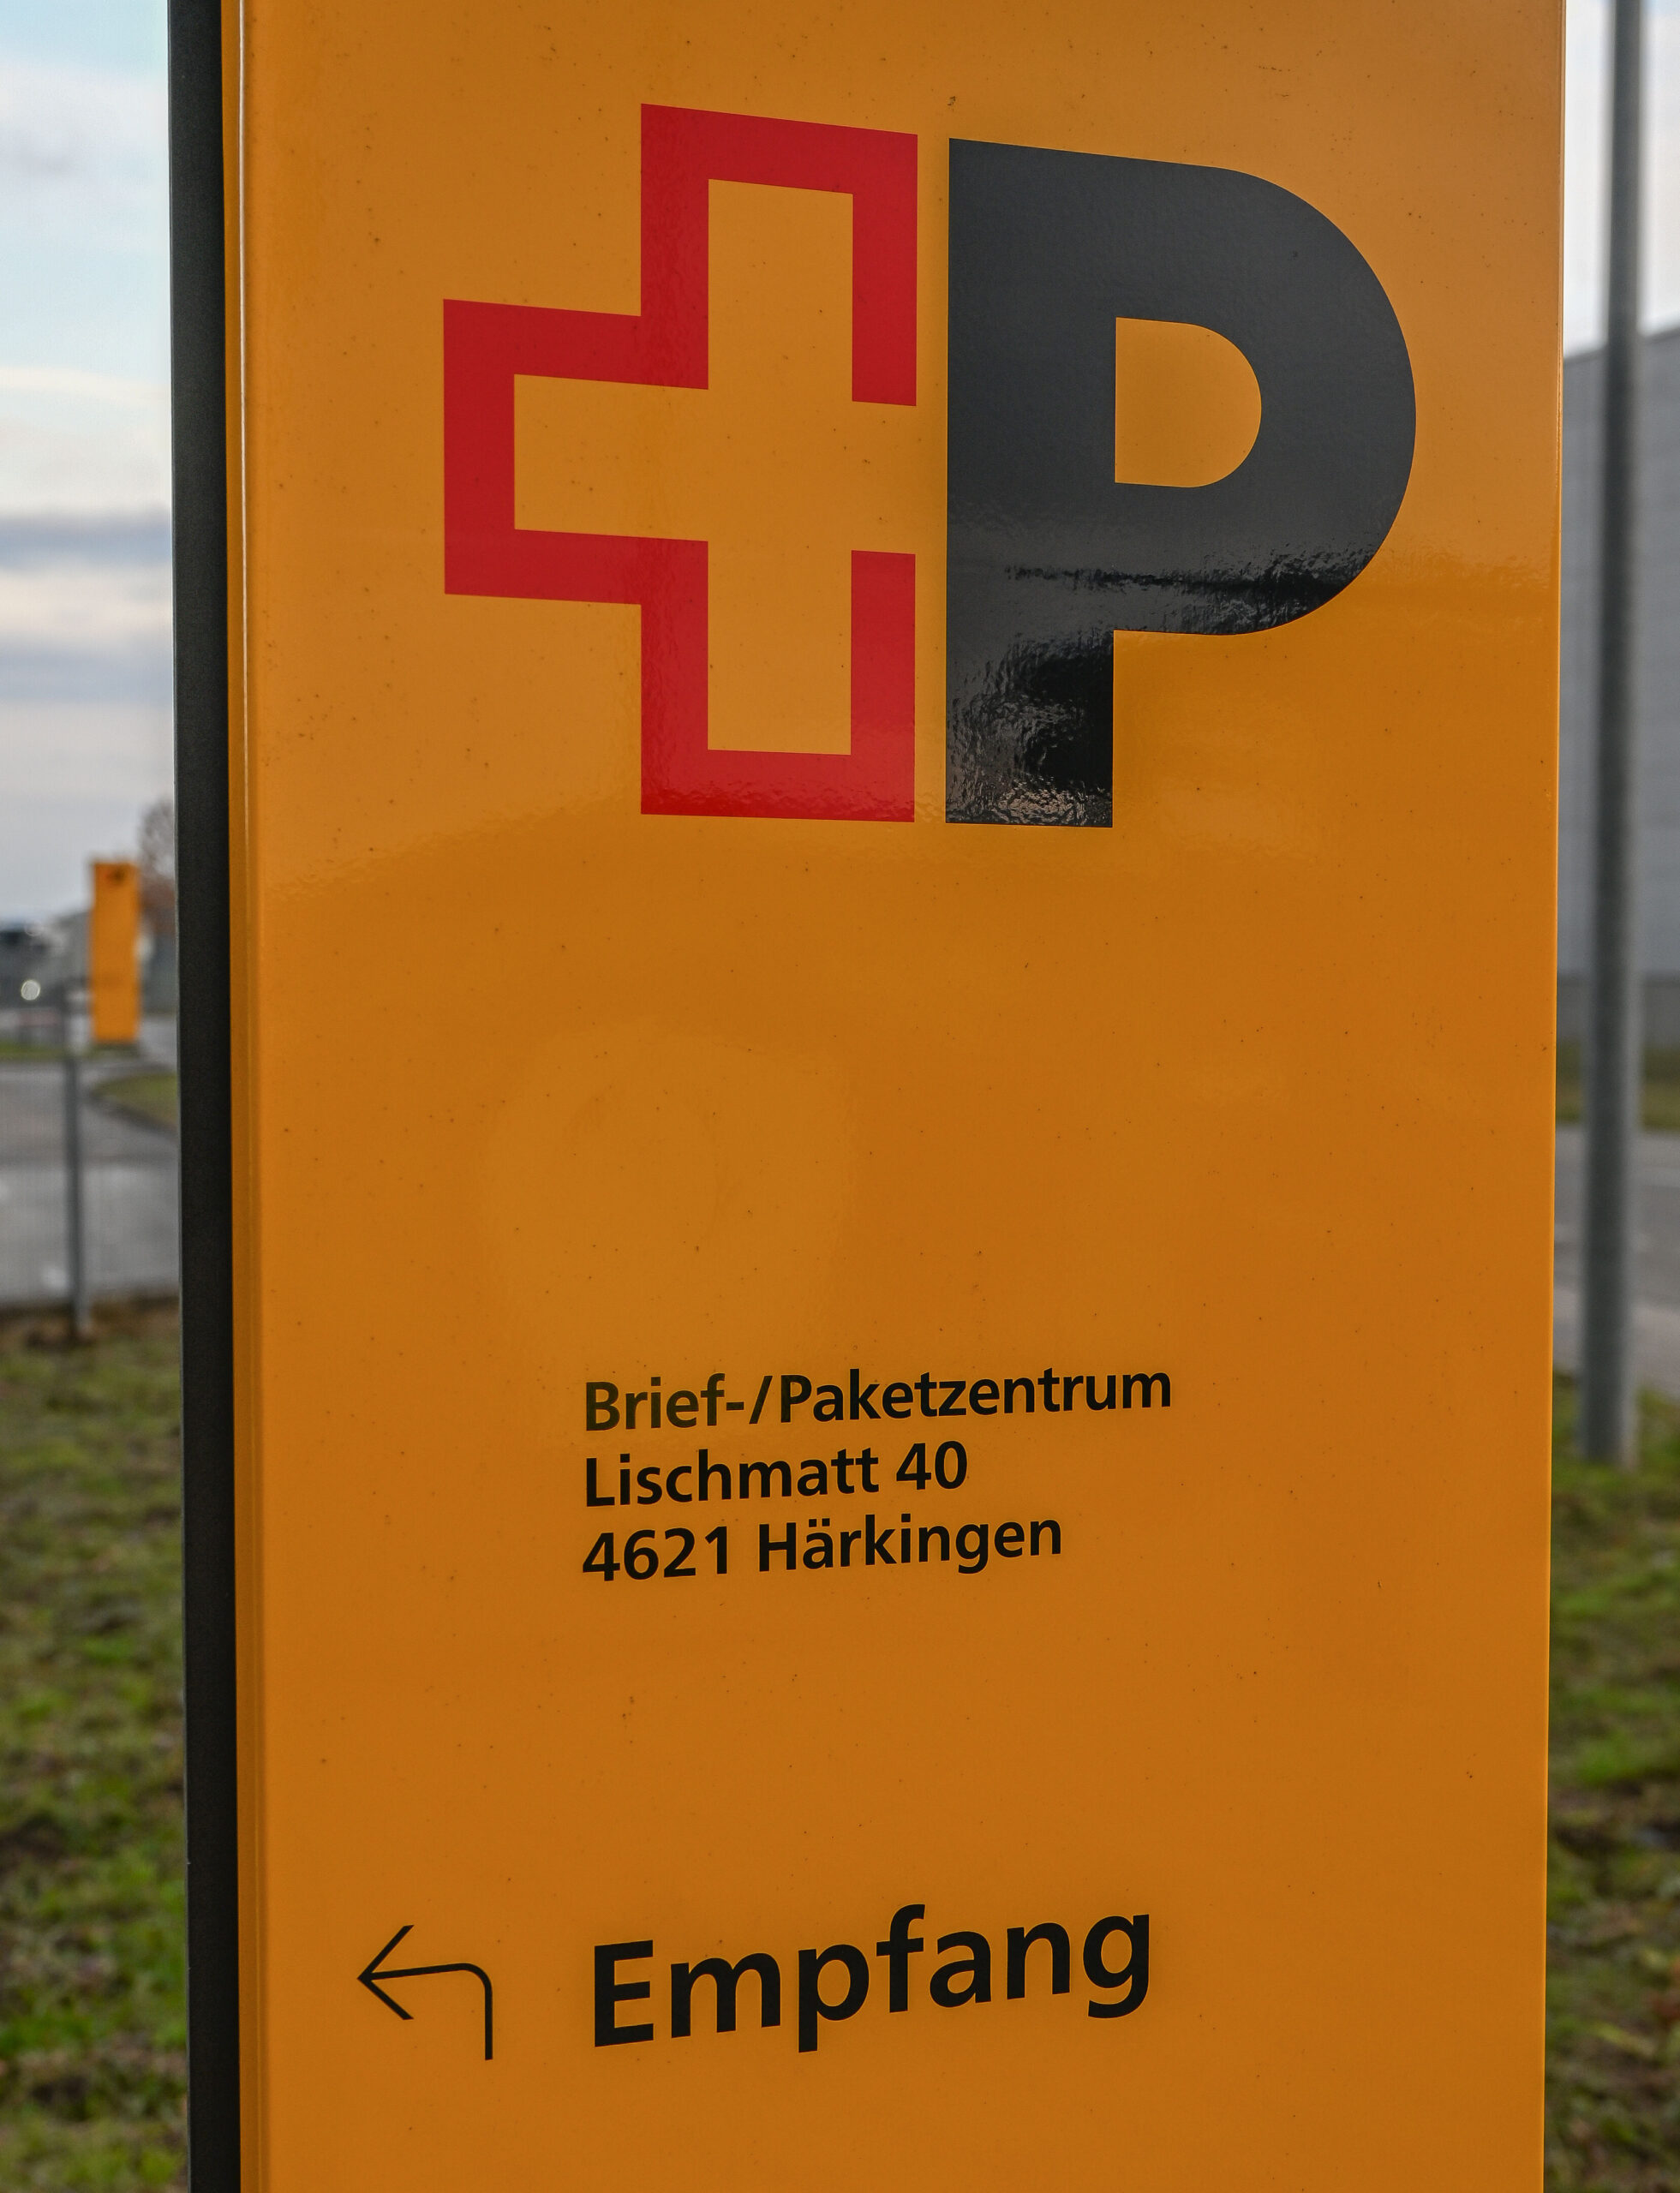 P
Brief-/Paketzentrum
Lischmatt 40
4621 Härkingen
Empfang